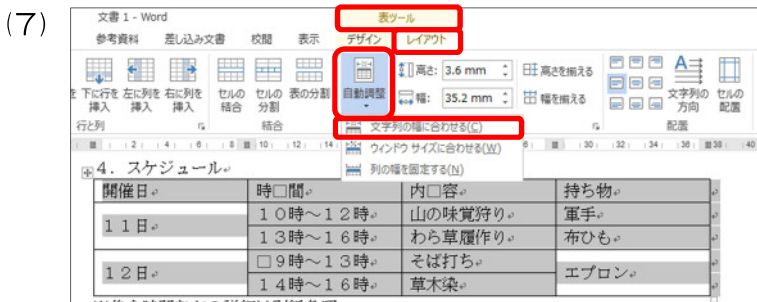 (7)
文書 1 - Word
表ツール
参考資料 差し込み文書 校閲 表示 デザイン レイアウト
下に行を挿入 左に列を挿入 右に列を挿入 セルの結合 セルの分割 表の分割 自動調整 高さ: 3.6 mm 高さを揃える 文字列の方向 セルの配置
幅: 35.2 mm 幅を揃える
行と列 結合 配置
文字列の幅に合わせる(C)
ウィンドウ サイズに合わせる(W)
列の幅を固定する(N)
4．スケジュール
開催日 時□間 内□容 持ち物
11日 10時～12時 山の味覚狩り 軍手
13時～16時 わら草履作り 布ひも
12日 □9時～13時 そば打ち エプロン
14時～16時 草木染